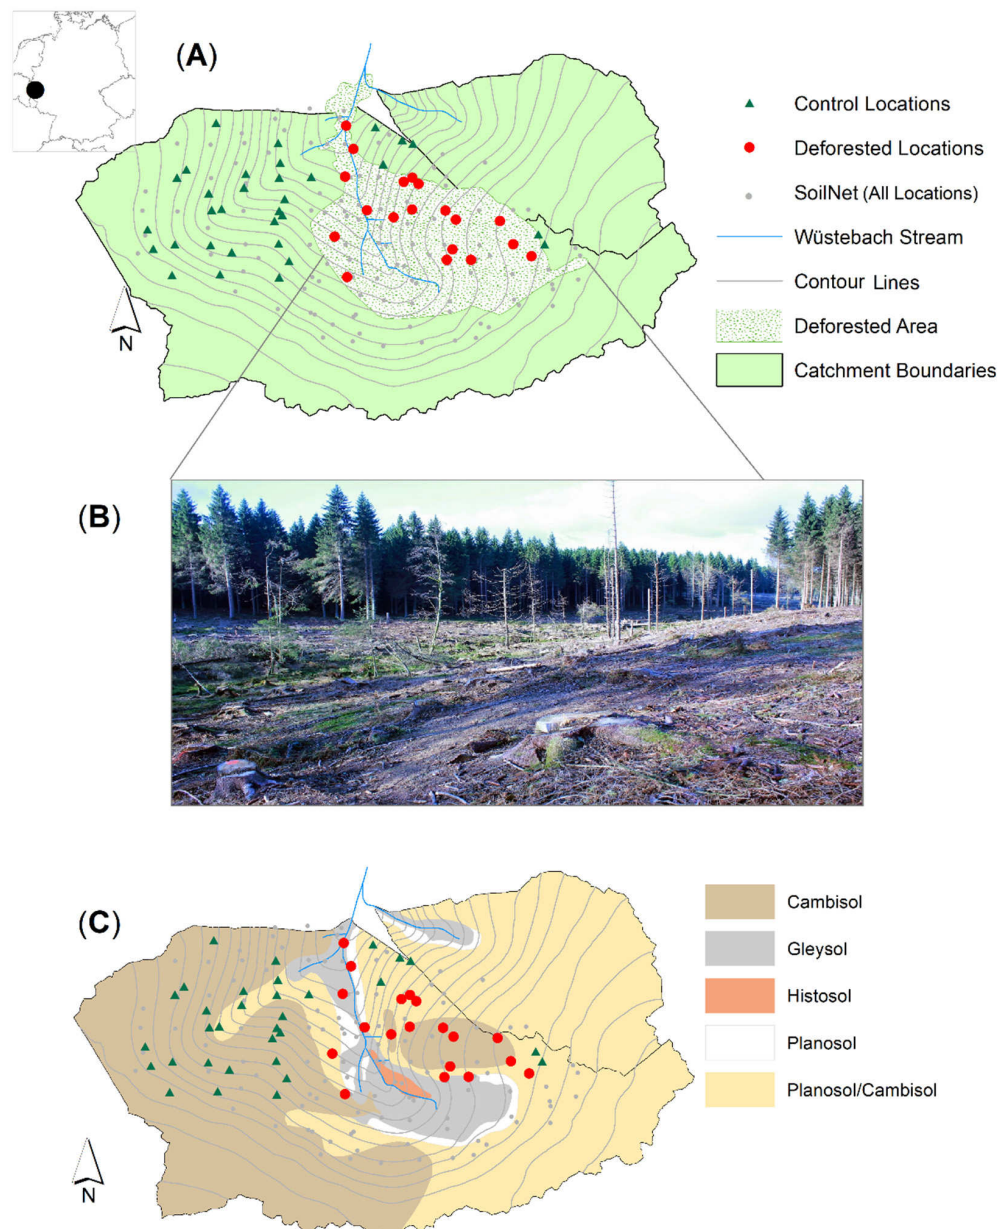 (A)
Control Locations
Deforested Locations
SoilNet (All Locations)
Wüstebach Stream
Contour Lines
Deforested Area
Catchment Boundaries
N
(B)
(C)
Cambisol
Gleysol
Histosol
Planosol
Planosol/Cambisol
N